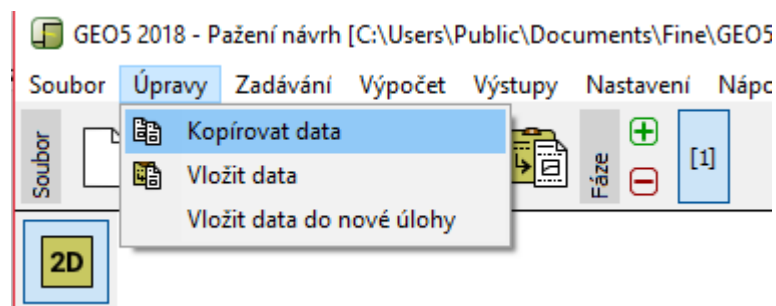 GEO5 2018 - Pažení návrh [C:\Users\Public\Documents\Fine\GEO5
Soubor Úpravy Zadávání Výpočet Výstupy Nastavení
Soubor
Kopírovat data
Vložit data
Vložit data do nové úlohy
Fáze
[1]
2D